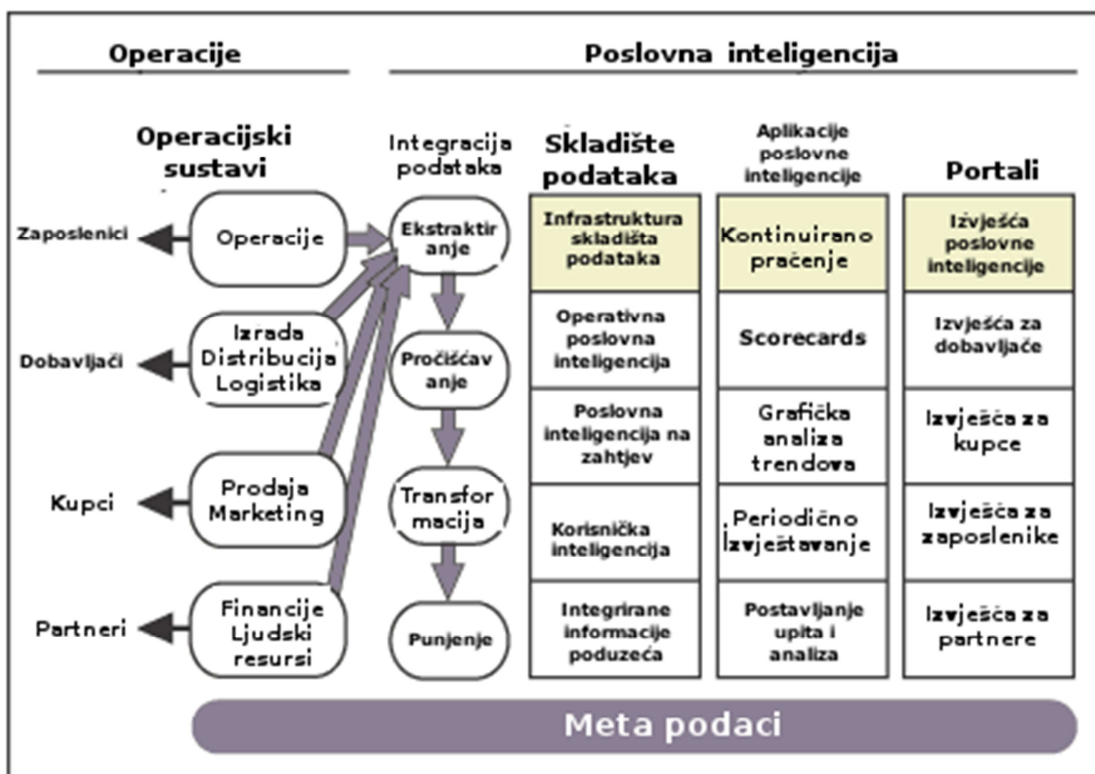 Operacije
Poslovna inteligencija
Operacijski
sustavi
Integracija
podataka
Skladište
podataka
Aplikacije
poslovne
inteligencije
Portali
Zaposlenici
Operacije
Dobavljači
Izrada
Distribucija
Logistika
Kupci
Prodaja
Marketing
Partneri
Financije
Ljudski
resursi
Ekstraktir
anje
Pročišćav
anje
Transfor
macija
Punjenje
Infrastruktura
skladišta
podataka
Operativna
poslovna
inteligencija
Poslovna
inteligencija na
zahtjev
Korisnička
inteligencija
Integrirane
informacije
poduzeća
Kontinuirano
pračenje
Scorecards
Grafička
analiza
trendova
Periodično
Izvještavanje
Postavljanje
upita i
analiza
Izvješća
poslovne
inteligencije
Izvješća za
dobavljače
Izvješća za
kupce
Izvješća za
zaposlenike
Izvješća za
partnere
Meta podaci